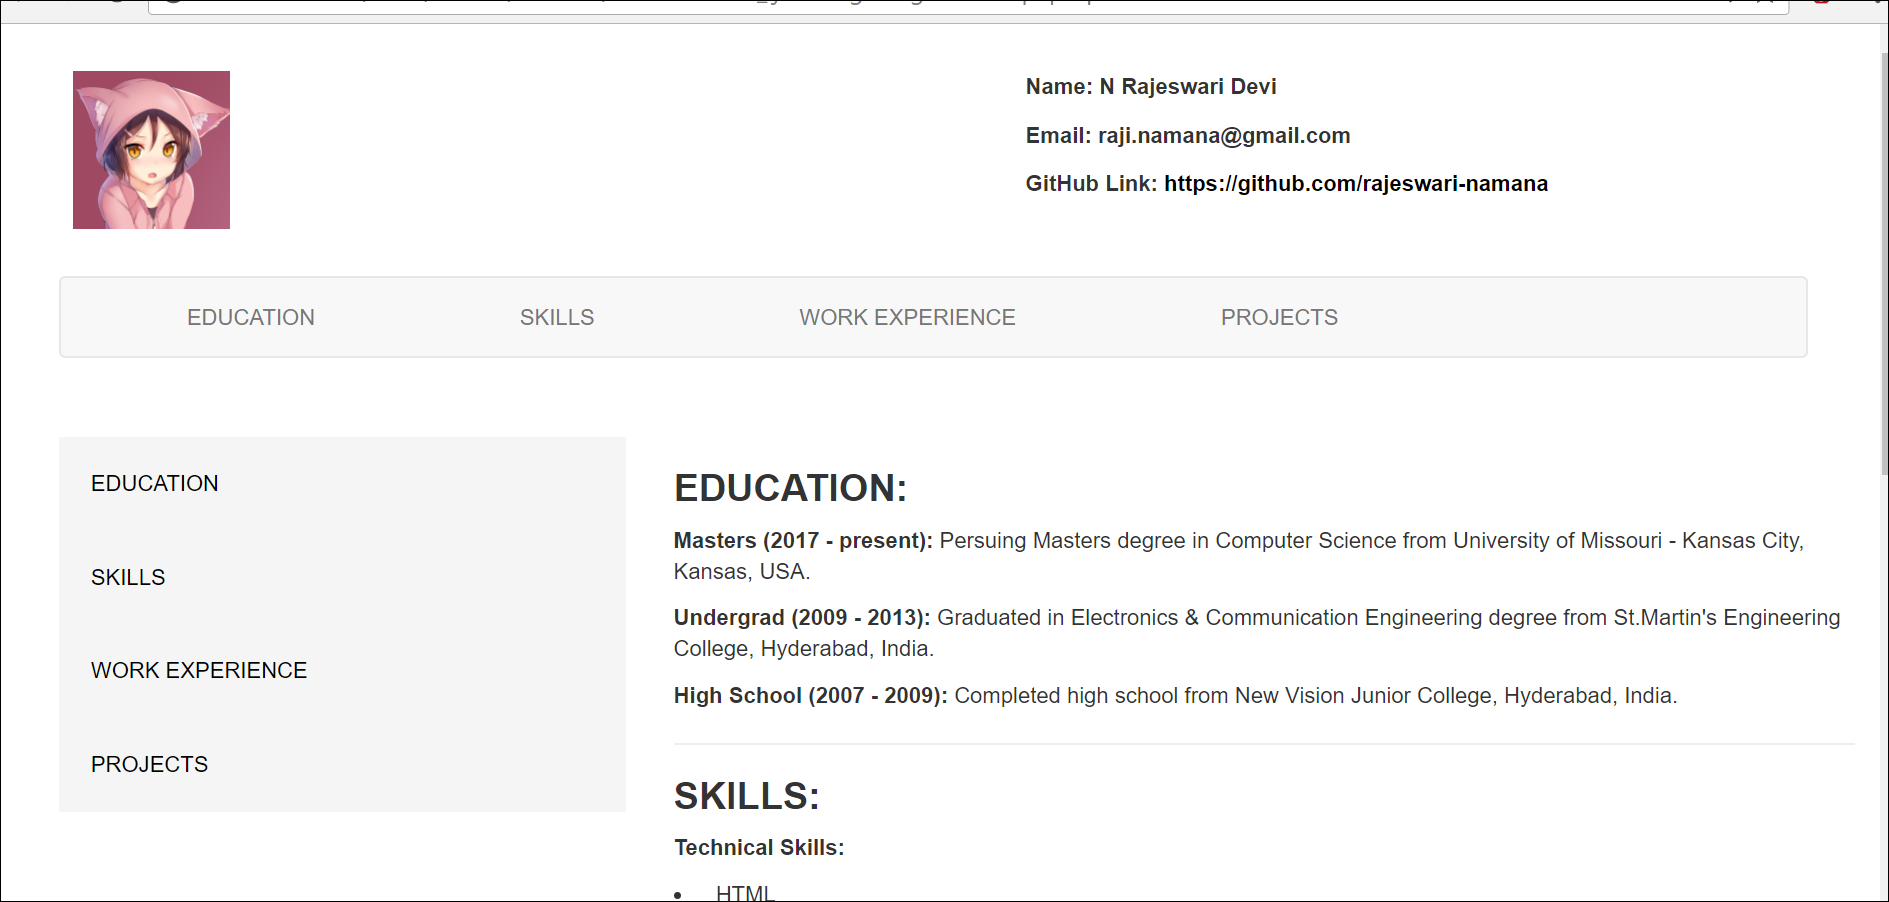 Name: N Rajeswari Devi
Email: raji.namana@gmail.com
GitHub Link: https://github.com/rajeswari-namana
EDUCATION SKILLS WORK EXPERIENCE PROJECTS
EDUCATION
SKILLS
WORK EXPERIENCE
PROJECTS
EDUCATION:
Masters (2017 - present): Persuing Masters degree in Computer Science from University of Missouri - Kansas City,
Kansas, USA.
Undergrad (2009 - 2013): Graduated in Electronics & Communication Engineering degree from St.Martin's Engineering
College, Hyderabad, India.
High School (2007 - 2009): Completed high school from New Vision Junior College, Hyderabad, India.
SKILLS:
Technical Skills:
• HTML